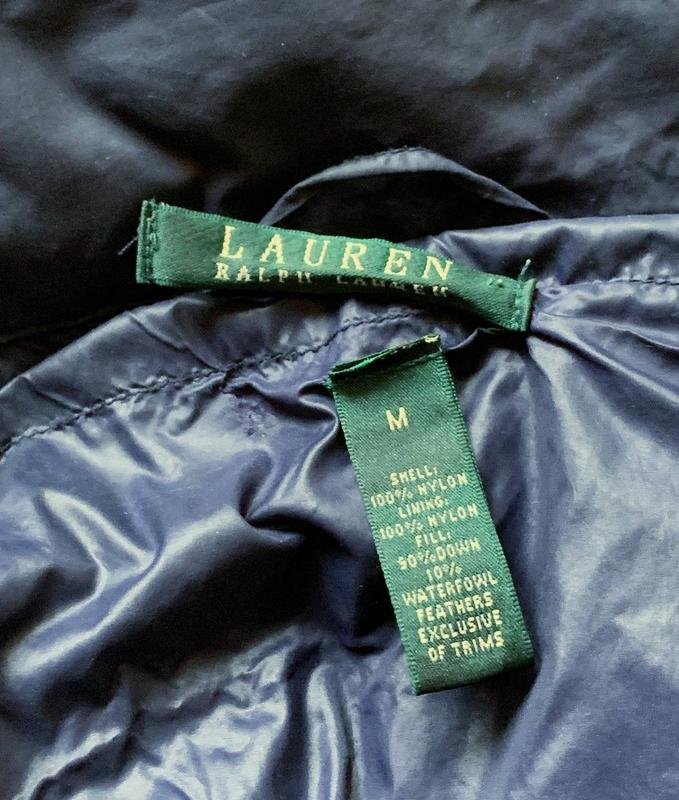 LAUREN
RALPH LAUREN
M
SHELL:
100% NYLON
LINING:
100% NYLON
FILL:
90% DOWN
10%
WATERFOWL
FEATHERS
EXCLUSIVE
OF TRIMS